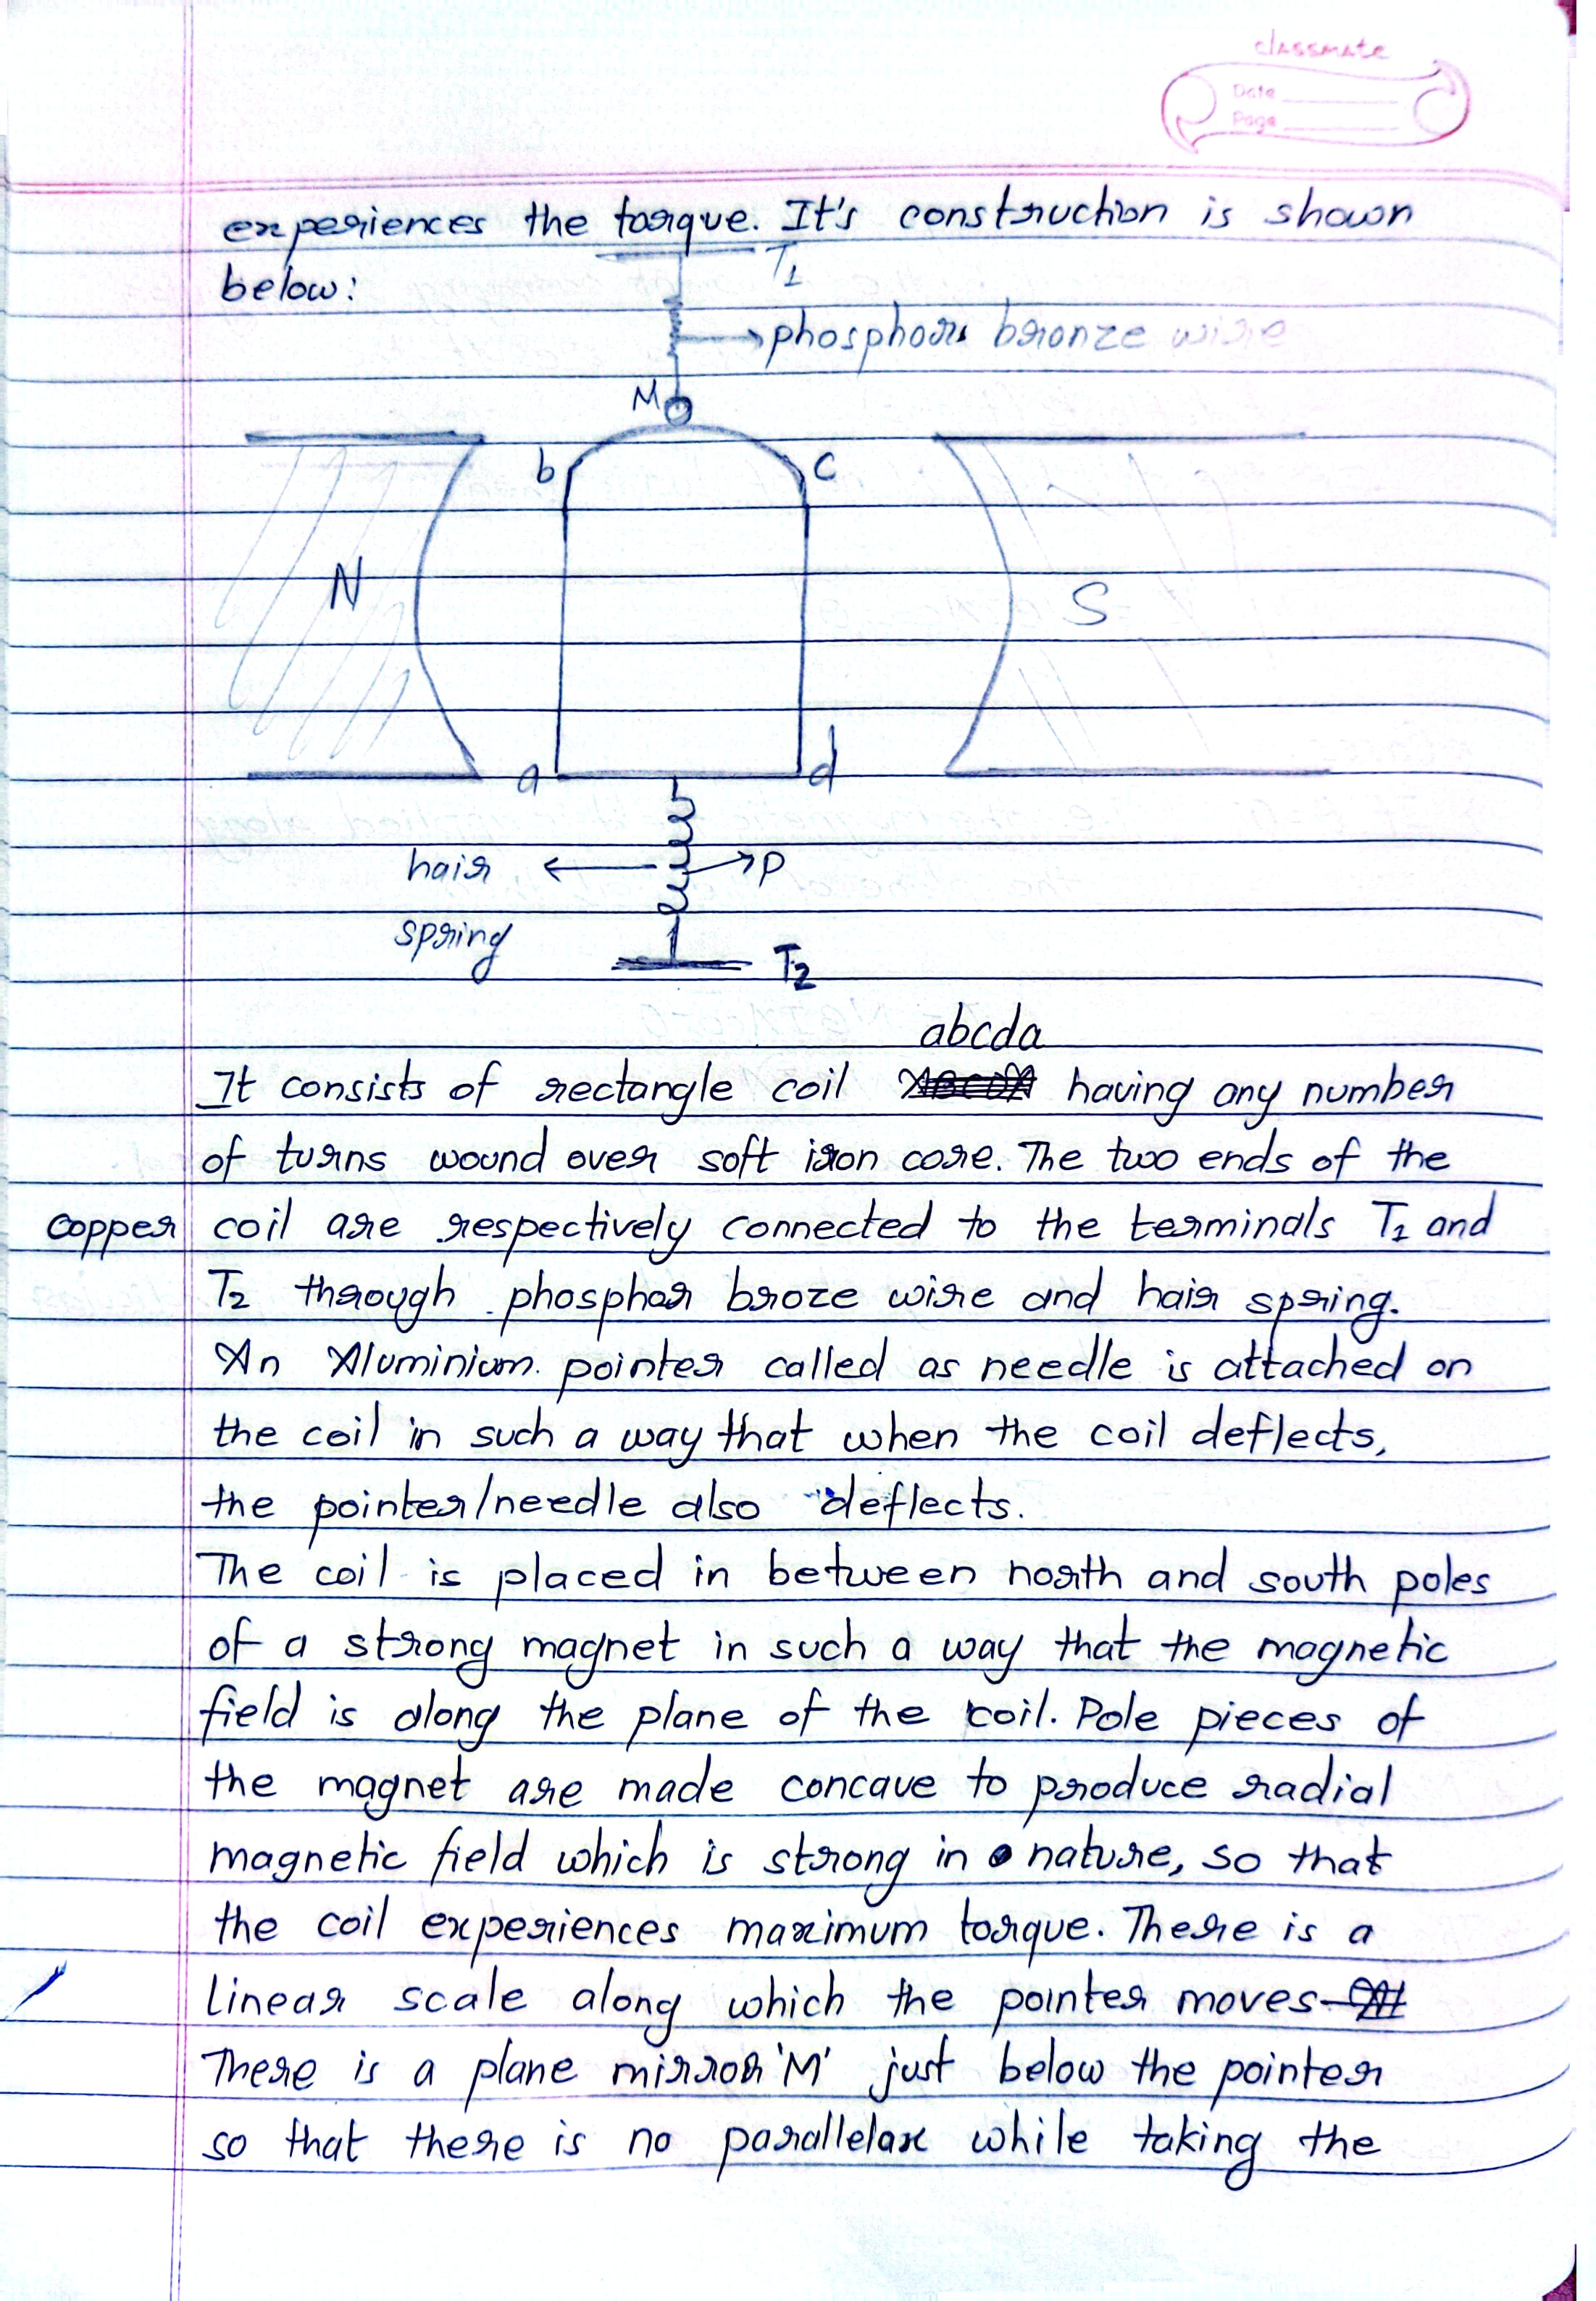 classmate
Date
Page
experiences the torque. It's construction is shown
below:
T1
phosphors bronze wire
M
b
c
N
S
a
d
hair
P
spring
T2
abcda
It consists of rectangle coil having any number
of turns wound over soft iron core. The two ends of the
copper coil are respectively connected to the terminals T1 and
T2 through phosphor broze wire and hair spring.
An Aluminium pointer called as needle is attached on
the coil in such a way that when the coil deflects,
the pointer/needle also deflects.
The coil is placed in between north and south poles
of a strong magnet in such a way that the magnetic
field is along the plane of the coil. Pole pieces of
the magnet are made concave to produce radial
magnetic field which is strong in nature, so that
the coil experiences maximum torque. There is a
linear scale along which the pointer moves
There is a plane mirror 'M' just below the pointer
so that there is no parallelax while taking the